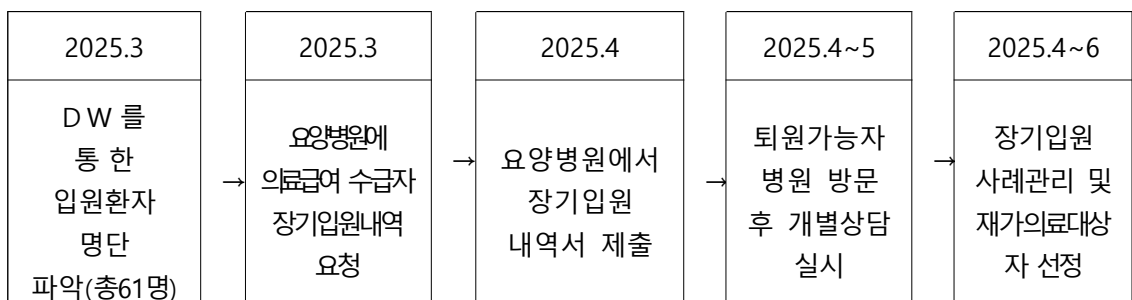 2025.3
DW를
통한
입원환자
명단
파악(총61명)
→
2025.3
요양병원에
의료급여 수급자
장기입원내역
요청
→
2025.4
요양병원에서
장기입원
내역서 제출
→
2025.4~5
퇴원가능자
병원 방문
후 개별상담
실시
→
2025.4~6
장기입원
사례관리 및
재가의료대상
자 선정